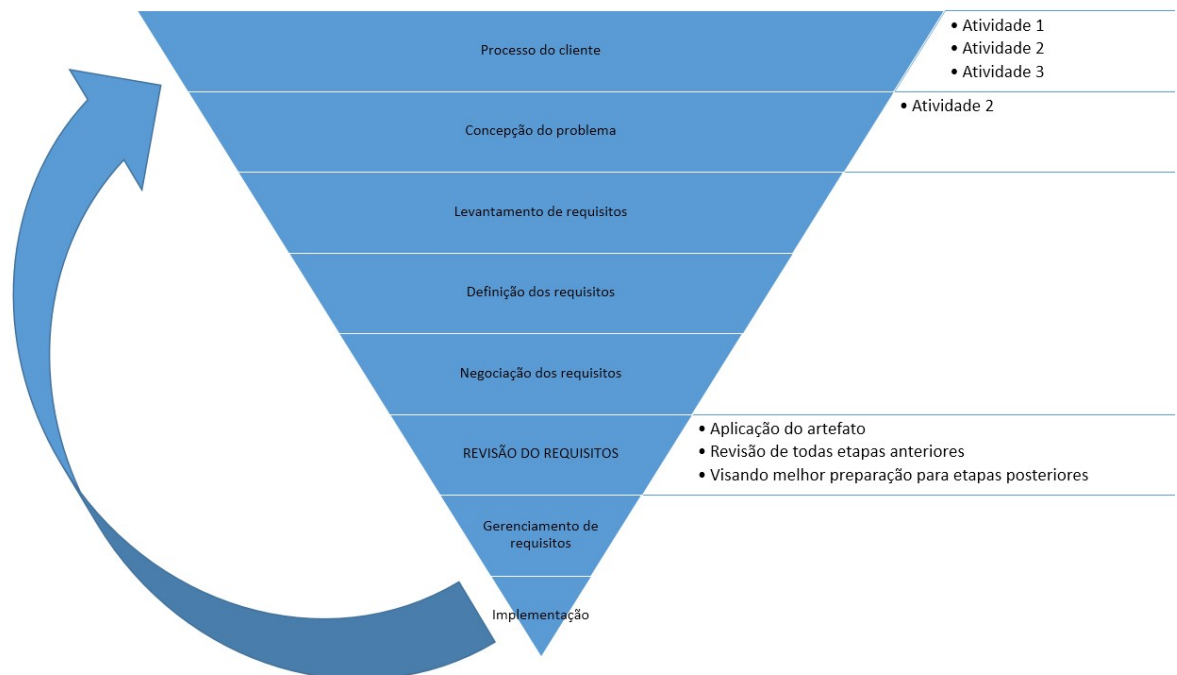 Processo do cliente
• Atividade 1
• Atividade 2
• Atividade 3
Concepção do problema
• Atividade 2
Levantamento de requisitos
Definição dos requisitos
Negociação dos requisitos
REVISÃO DO REQUISITOS
• Aplicação do artefato
• Revisão de todas etapas anteriores
• Visando melhor preparação para etapas posteriores
Gerenciamento de
requisitos
Implementação